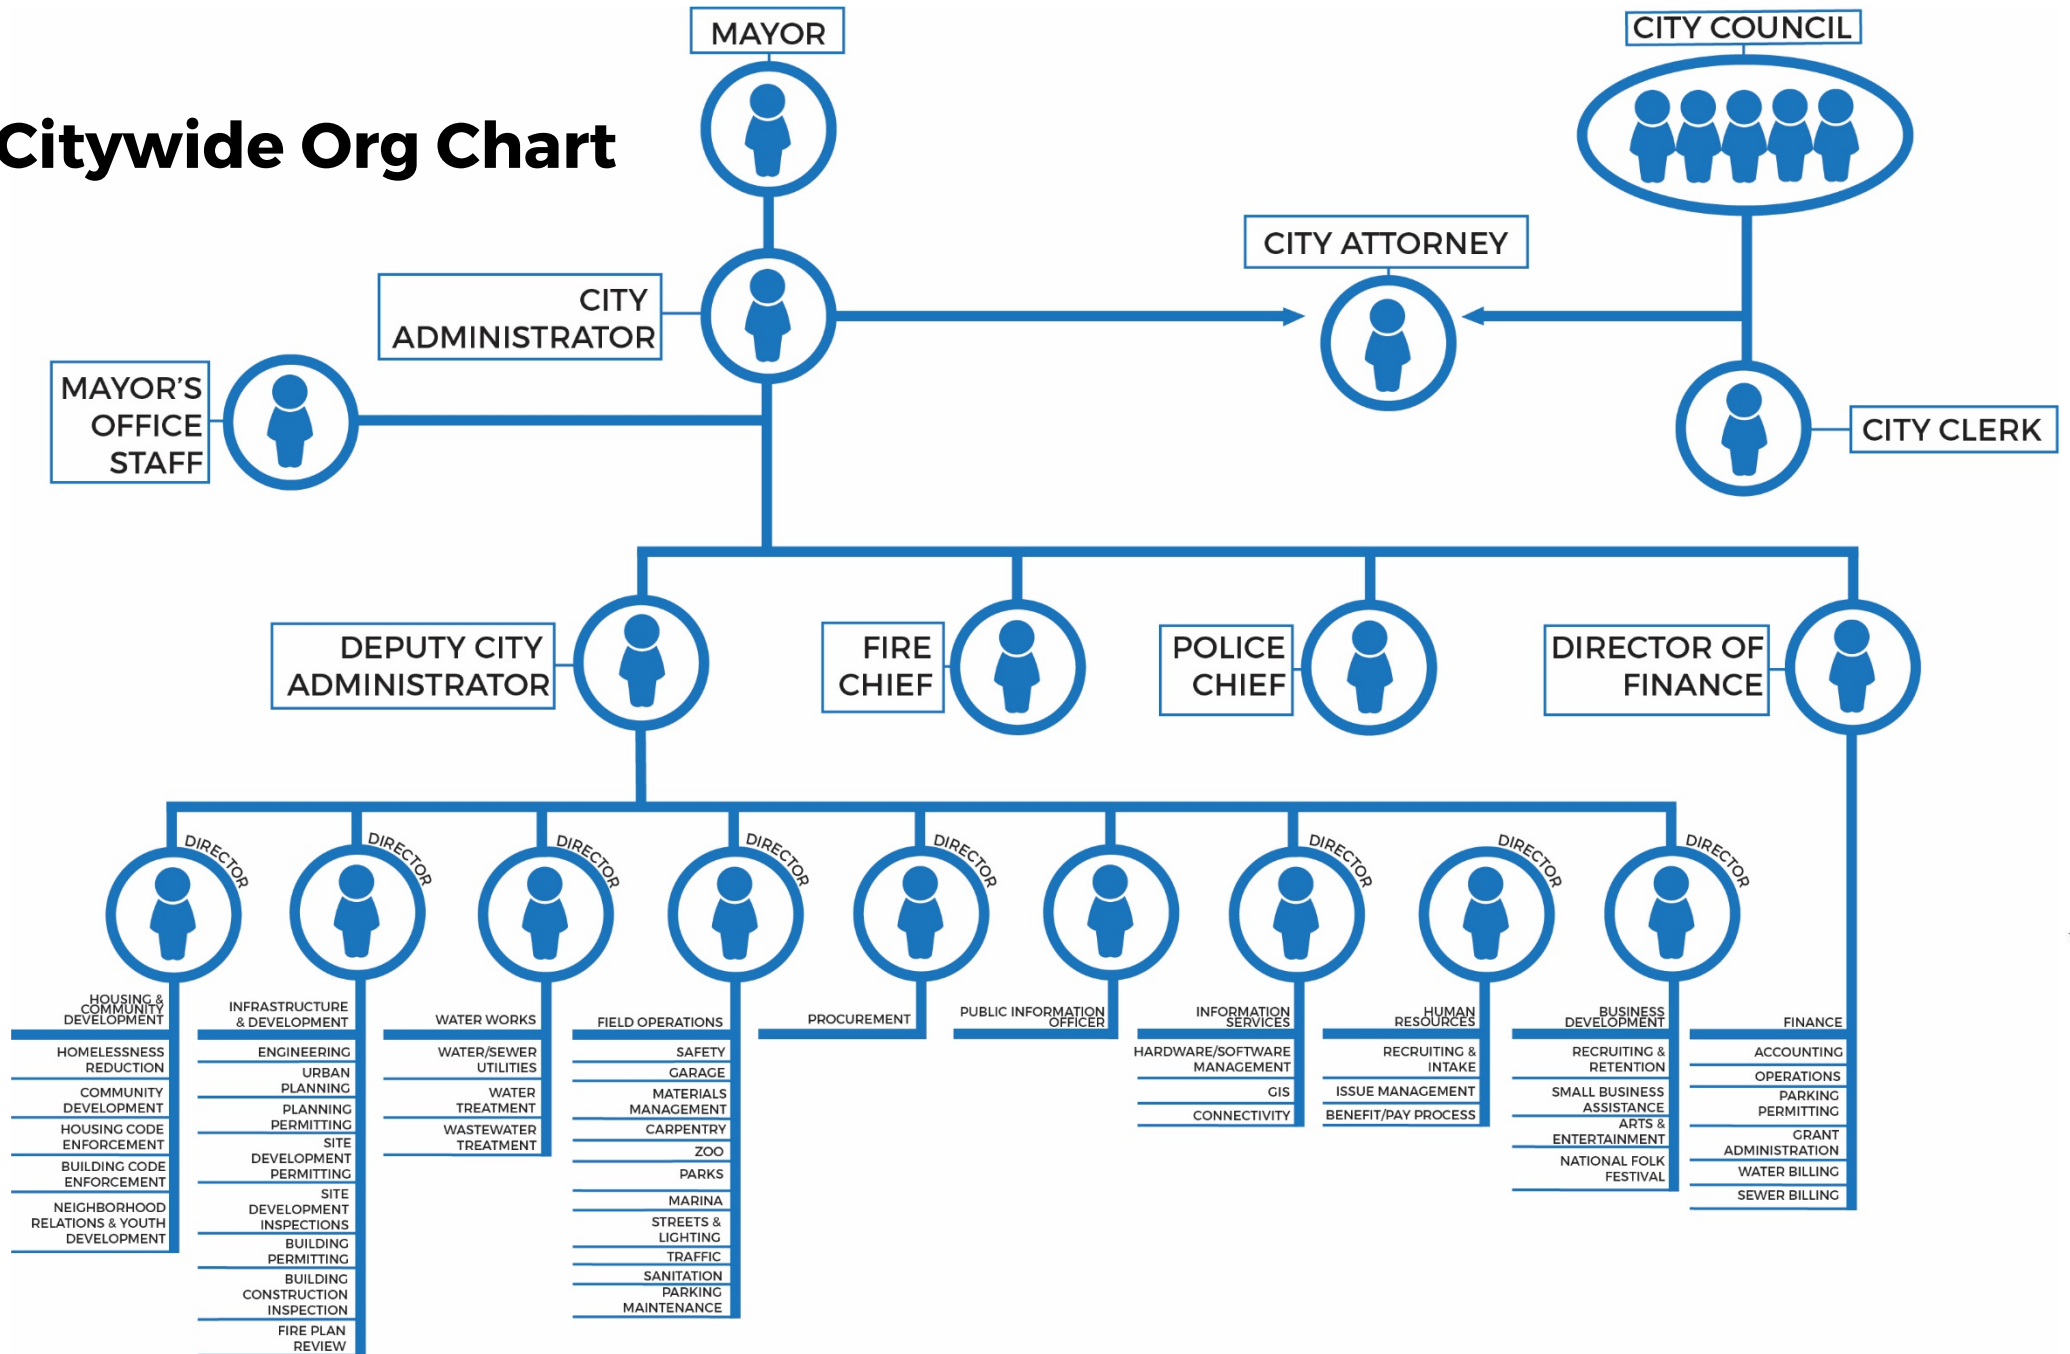 MAYOR
CITY COUNCIL
Citywide Org Chart
CITY ATTORNEY
CITY
ADMINISTRATOR
MAYOR'S
OFFICE
STAFF
CITY CLERK
DEPUTY CITY
ADMINISTRATOR
FIRE
CHIEF
POLICE
CHIEF
DIRECTOR OF
FINANCE
DIRECTOR
DIRECTOR
DIRECTOR
DIRECTOR
DIRECTOR
DIRECTOR
DIRECTOR
DIRECTOR
HOUSING &
COMMUNITY
DEVELOPMENT
HOMELESSNESS
REDUCTION
COMMUNITY
DEVELOPMENT
HOUSING CODE
ENFORCEMENT
BUILDING CODE
ENFORCEMENT
NEIGHBORHOOD
RELATIONS & YOUTH
DEVELOPMENT
INFRASTRUCTURE
& DEVELOPMENT
ENGINEERING
URBAN
PLANNING
PLANNING
PERMITTING
SITE
DEVELOPMENT
PERMITTING
SITE
DEVELOPMENT
INSPECTIONS
BUILDING
PERMITTING
BUILDING
CONSTRUCTION
INSPECTION
FIRE PLAN
REVIEW
WATER WORKS
WATER/SEWER
UTILITIES
WATER
TREATMENT
WASTEWATER
TREATMENT
FIELD OPERATIONS
SAFETY
GARAGE
MATERIALS
MANAGEMENT
CARPENTRY
ZOO
PARKS
MARINA
STREETS &
LIGHTING
TRAFFIC
SANITATION
PARKING
MAINTENANCE
PROCUREMENT
PUBLIC INFORMATION
OFFICER
INFORMATION
SERVICES
HARDWARE/SOFTWARE
MANAGEMENT
GIS
CONNECTIVITY
HUMAN
RESOURCES
RECRUITING &
INTAKE
ISSUE MANAGEMENT
BENEFIT/PAY PROCESS
BUSINESS
DEVELOPMENT
RECRUITING &
RETENTION
SMALL BUSINESS
ASSISTANCE
ARTS &
ENTERTAINMENT
NATIONAL FOLK
FESTIVAL
FINANCE
ACCOUNTING
OPERATIONS
PARKING
PERMITTING
GRANT
ADMINISTRATION
WATER BILLING
SEWER BILLING